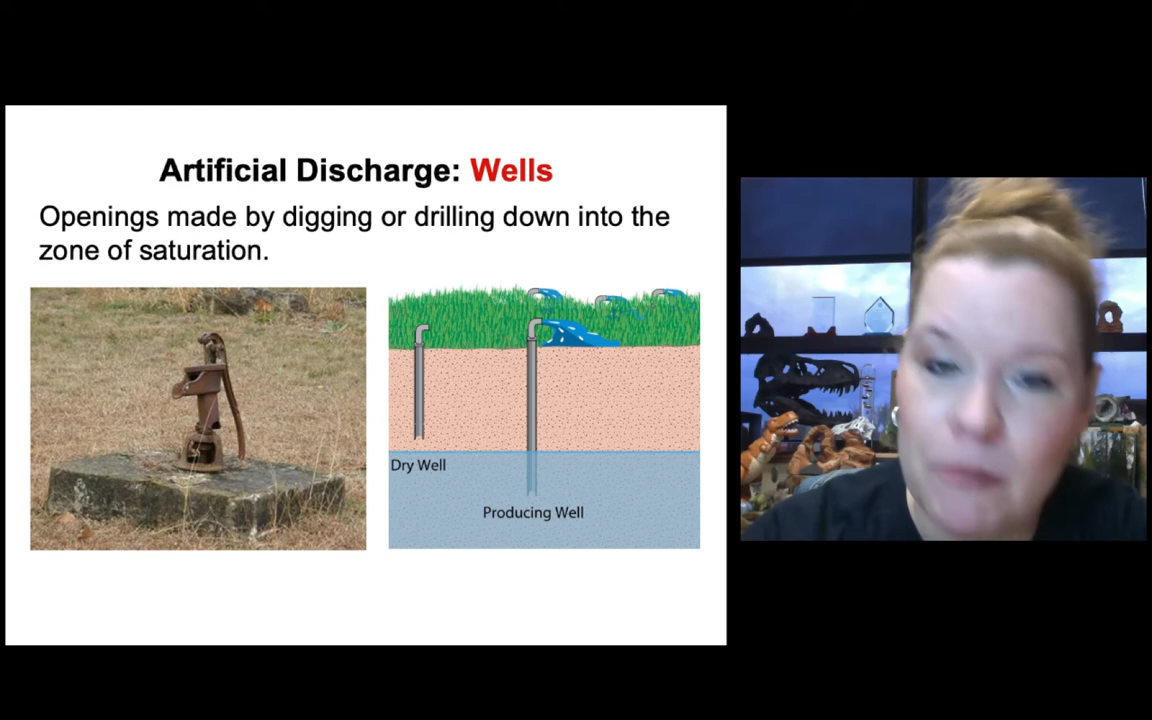 Artificial Discharge: Wells
Openings made by digging or drilling down into the
zone of saturation.
Dry Well
Producing Well